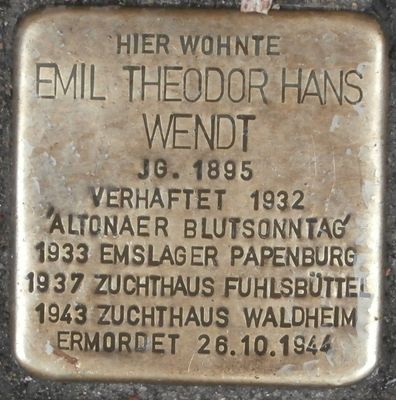 HIER WOHNTE
EMIL THEODOR HANS
WENDT
JG. 1895
VERHAFTET 1932
'ALTONAER BLUTSONNTAG'
1933 EMSLAGER PAPENBURG
1937 ZUCHTHAUS FUHLSBÜTTEL
1943 ZUCHTHAUS WALDHEIM
ERMORDET 26.10.1944